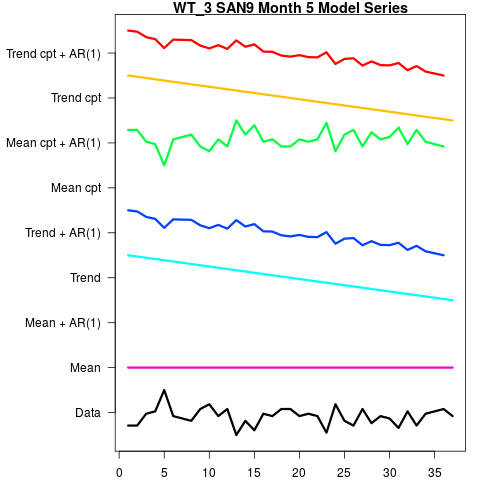 WT_3 SAN9 Month 5 Model Series
Trend cpt + AR(1)
Trend cpt
Mean cpt + AR(1)
Mean cpt
Trend + AR(1)
Trend
Mean + AR(1)
Mean
Data
0 5 10 15 20 25 30 35